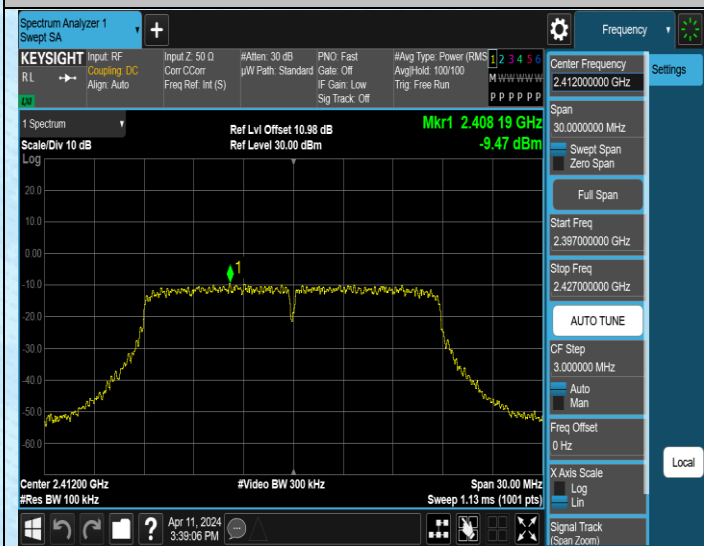 Spectrum Analyzer 1
Swept SA
Frequency
KEYSIGHT
Input: RF
Coupling: DC
Align: Auto
Input Z: 50 Ω
Corr CCorr
Freq Ref: Int (S)
#Atten: 30 dB
µW Path: Standard
PNO: Fast
Gate: Off
IF Gain: Low
Sig Track: Off
#Avg Type: Power (RMS
Avg|Hold: 100/100
Trig: Free Run
1 2 3 4 5 6
M W W W W W
P P P P P P
R L
LXI
1 Spectrum
Scale/Div 10 dB
Log
Ref Lvl Offset 10.98 dB
Ref Level 30.00 dBm
Mkr1 2.408 19 GHz
-9.47 dBm
20.0
10.0
0.00
-10.0
-20.0
-30.0
-40.0
-50.0
-60.0
1
Center 2.41200 GHz
#Res BW 100 kHz
#Video BW 300 kHz
Span 30.00 MHz
Sweep 1.13 ms (1001 pts)
Center Frequency
2.412000000 GHz
Settings
Span
30.0000000 MHz
Swept Span
Zero Span
Full Span
Start Freq
2.397000000 GHz
Stop Freq
2.427000000 GHz
AUTO TUNE
CF Step
3.000000 MHz
Auto
Man
Freq Offset
0 Hz
X Axis Scale
Log
Lin
Local
Signal Track
(Span Zoom)
?
Apr 11, 2024
3:39:06 PM